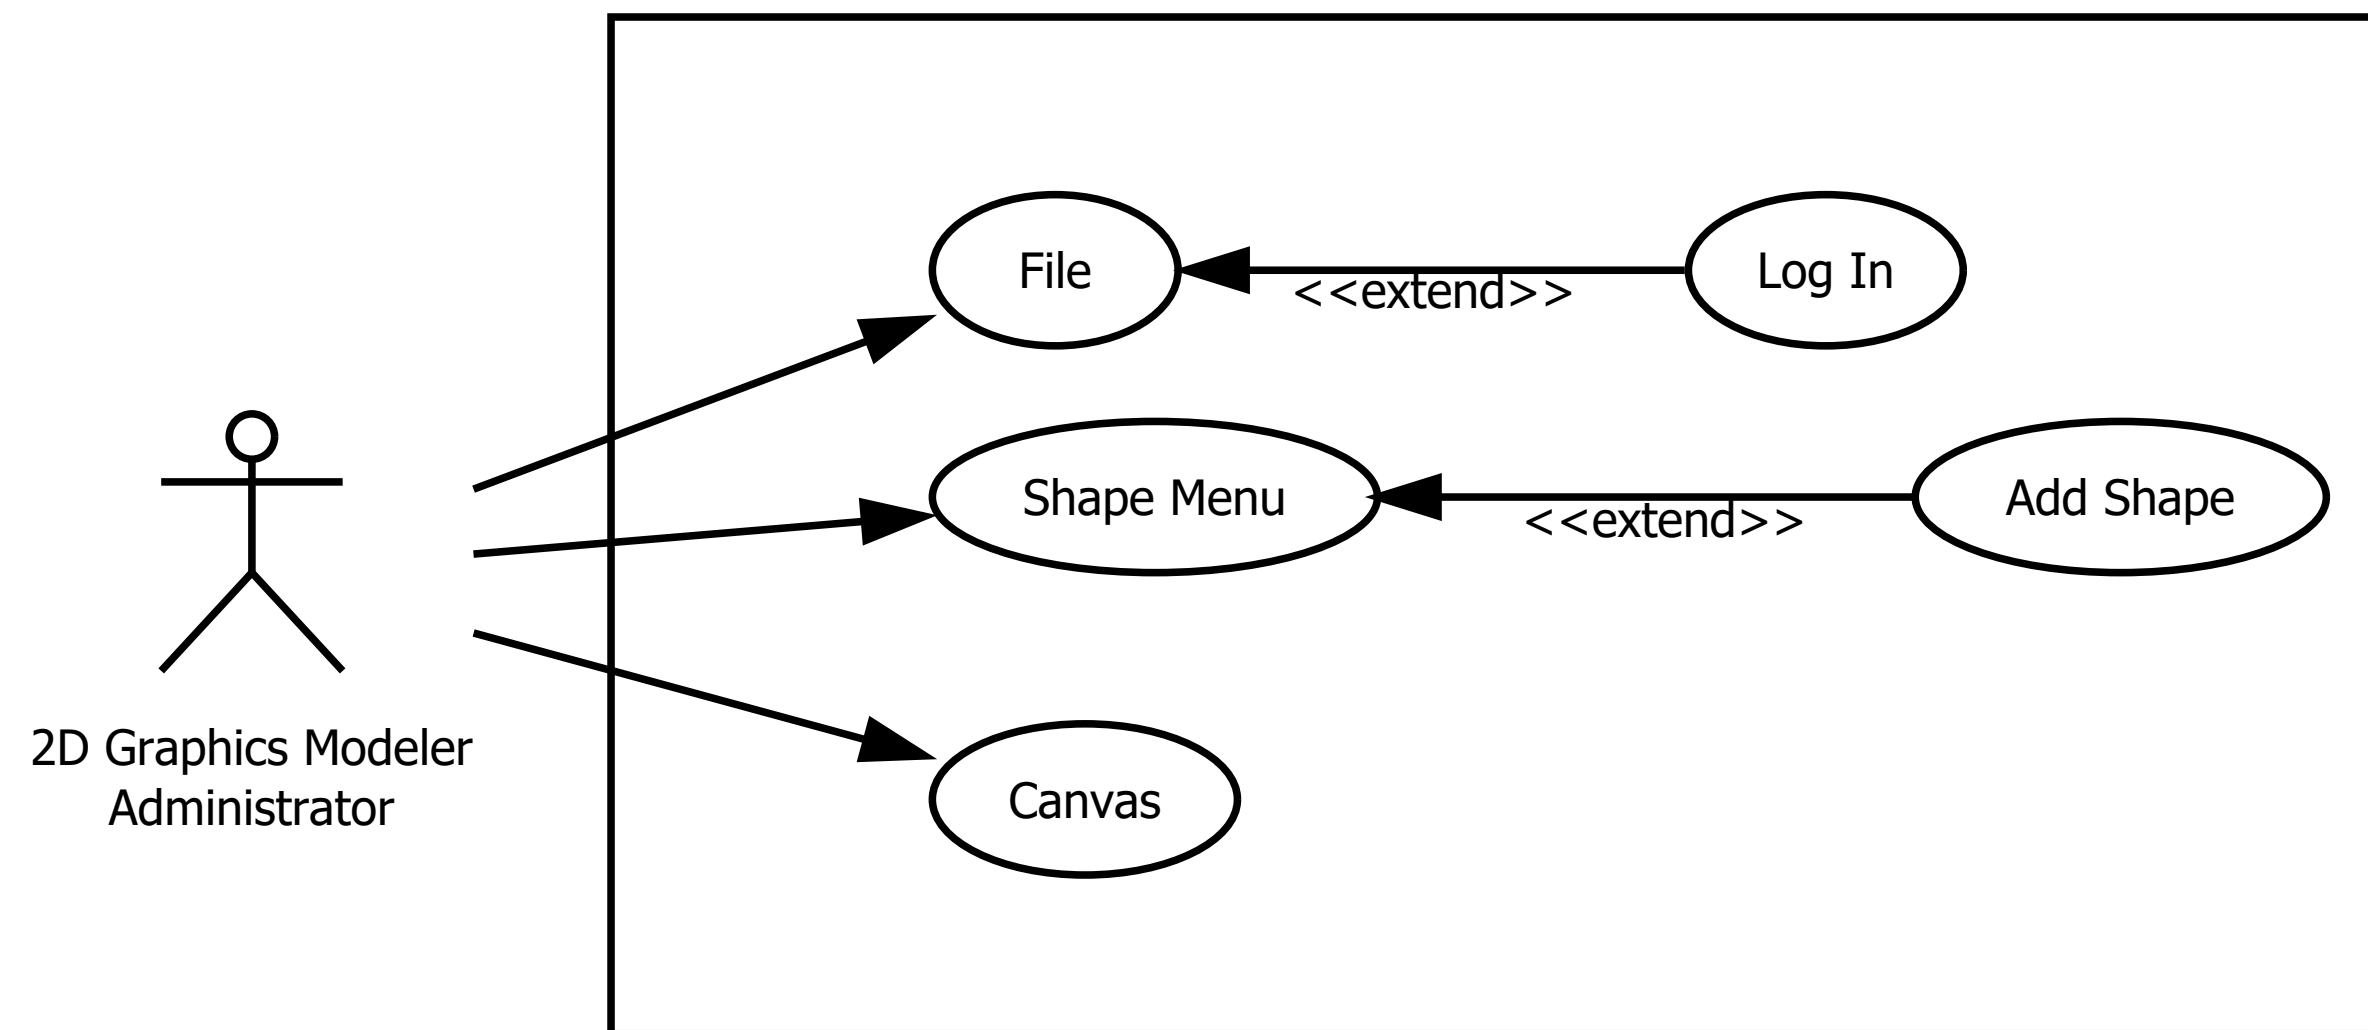 File
Log In
<<extend>>
Shape Menu
Add Shape
<<extend>>
2D Graphics Modeler
Administrator
Canvas